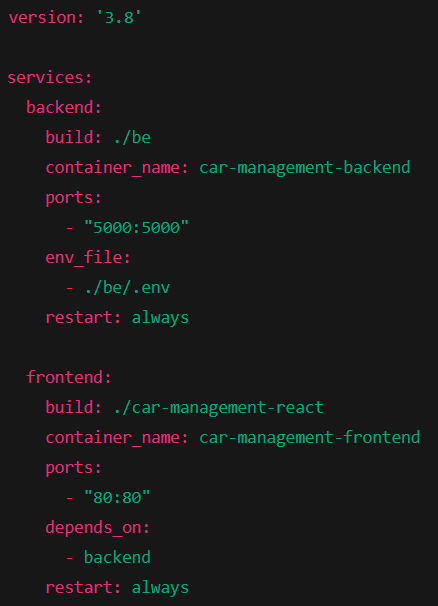 version: '3.8'

services:
  backend:
    build: ./be
    container_name: car-management-backend
    ports:
      - "5000:5000"
    env_file:
      - ./be/.env
    restart: always

  frontend:
    build: ./car-management-react
    container_name: car-management-frontend
    ports:
      - "80:80"
    depends_on:
      - backend
    restart: always